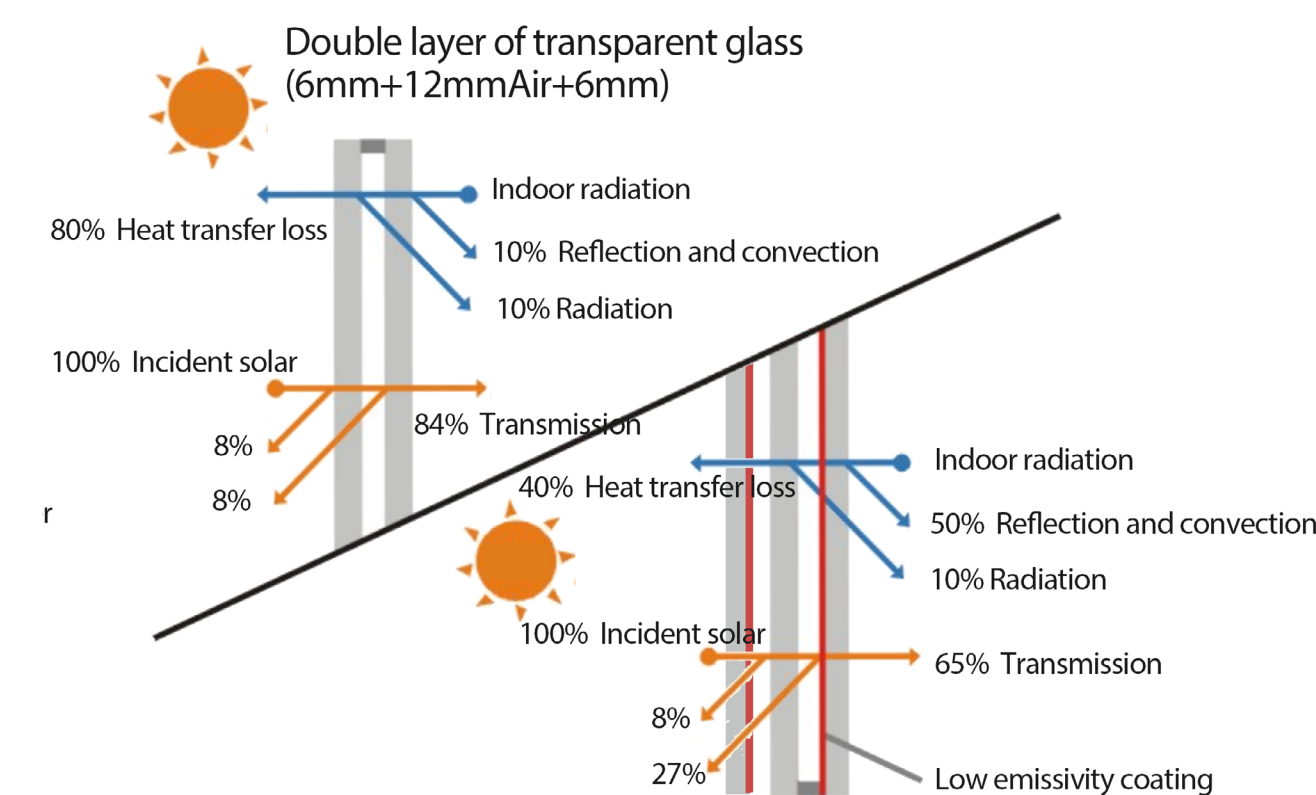 Double layer of transparent glass
(6mm+12mmAir+6mm)
Indoor radiation
80% Heat transfer loss
10% Reflection and convection
10% Radiation
100% Incident solar
84% Transmission
8%
8%
r
Indoor radiation
40% Heat transfer loss
50% Reflection and convection
10% Radiation
100% Incident solar
65% Transmission
8%
27%
Low emissivity coating